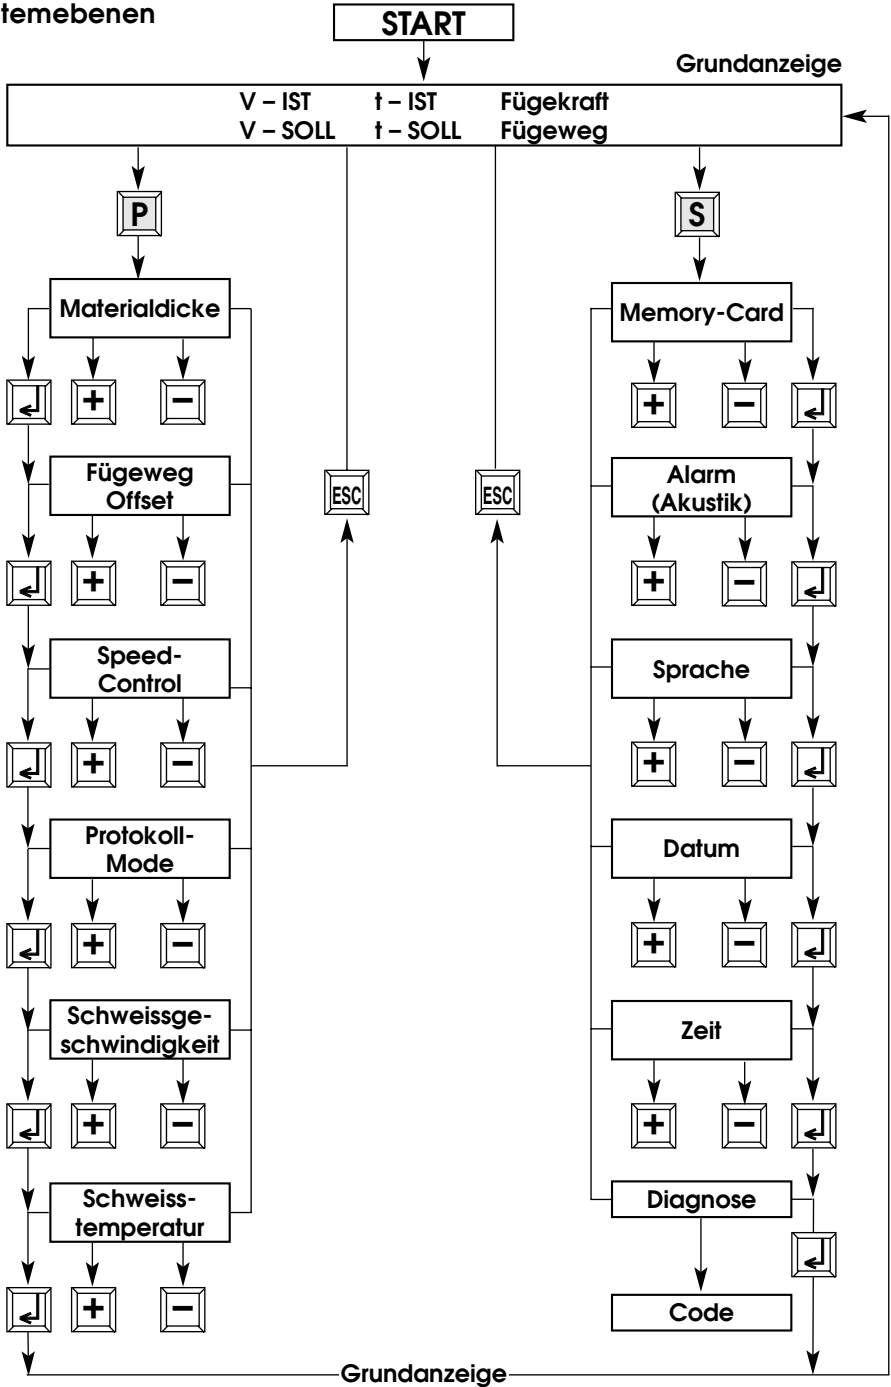 temebenen
START
Grundanzeige
V – IST t – IST Fügekraft
V – SOLL t – SOLL Fügeweg
P
S
Materialdicke
Memory-Card
+ −
+ −
Fügeweg
Offset
ESC
ESC
Alarm
(Akustik)
+ −
+ −
Speed-
Control
Sprache
+ −
+ −
Protokoll-
Mode
Datum
+ −
+ −
Schweissge-
schwindigkeit
Zeit
+ −
+ −
Schweiss-
temperatur
Diagnose
+ −
Code
Grundanzeige